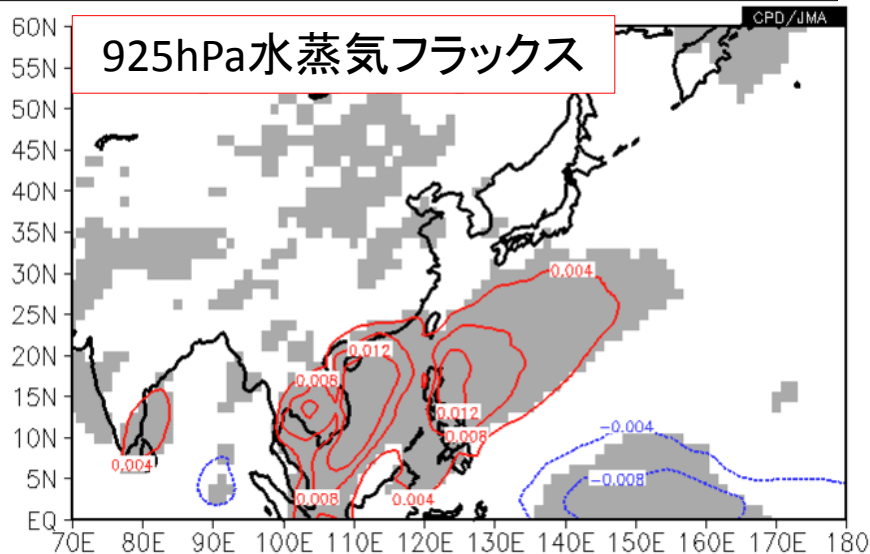 CPD/JMA
925hPa水蒸気フラックス
60N
55N
50N
45N
40N
35N
30N
25N
20N
15N
10N
5N
EQ
0.004
0.012
0.008
0.012
0.008
0.004
0.008
0.004
-0.004
-0.008
70E 80E 90E 100E 110E 120E 130E 140E 150E 160E 170E 180